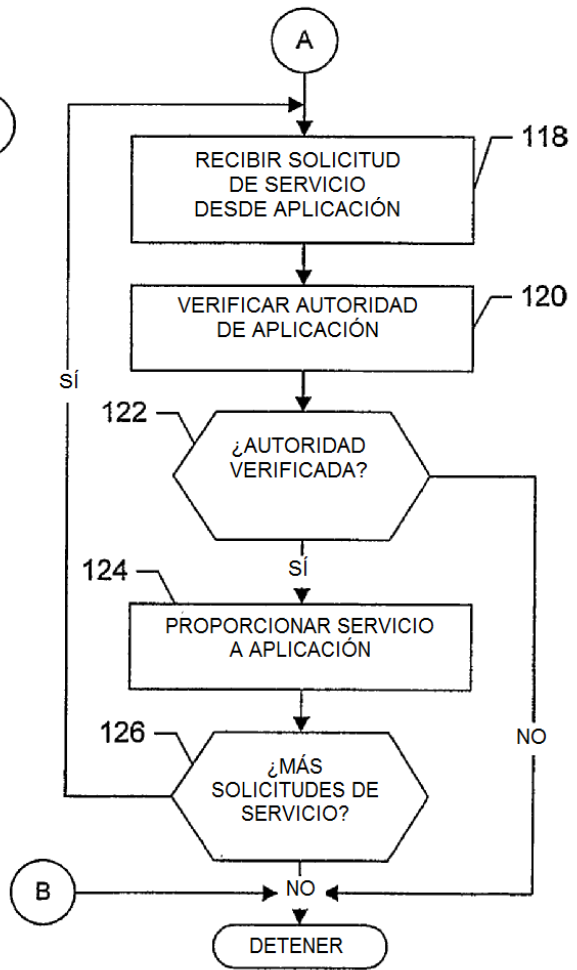 A
RECIBIR SOLICITUD
DE SERVICIO
DESDE APLICACIÓN
118
VERIFICAR AUTORIDAD
DE APLICACIÓN
120
SÍ
122
¿AUTORIDAD
VERIFICADA?
SÍ
124
PROPORCIONAR SERVICIO
A APLICACIÓN
NO
126
¿MÁS
SOLICITUDES DE
SERVICIO?
B
NO
DETENER